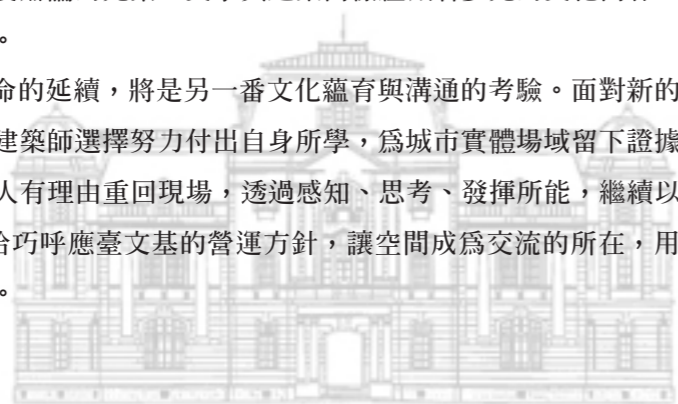 。
命的延續，將是另一番文化蘊育與溝通的考驗。面對新的
建築師選擇努力付出自身所學，為城市實體場域留下證據
人有理由重回現場，透過感知、思考、發揮所能，繼續以
恰巧呼應臺文基的營運方針，讓空間成為交流的所在，用
。